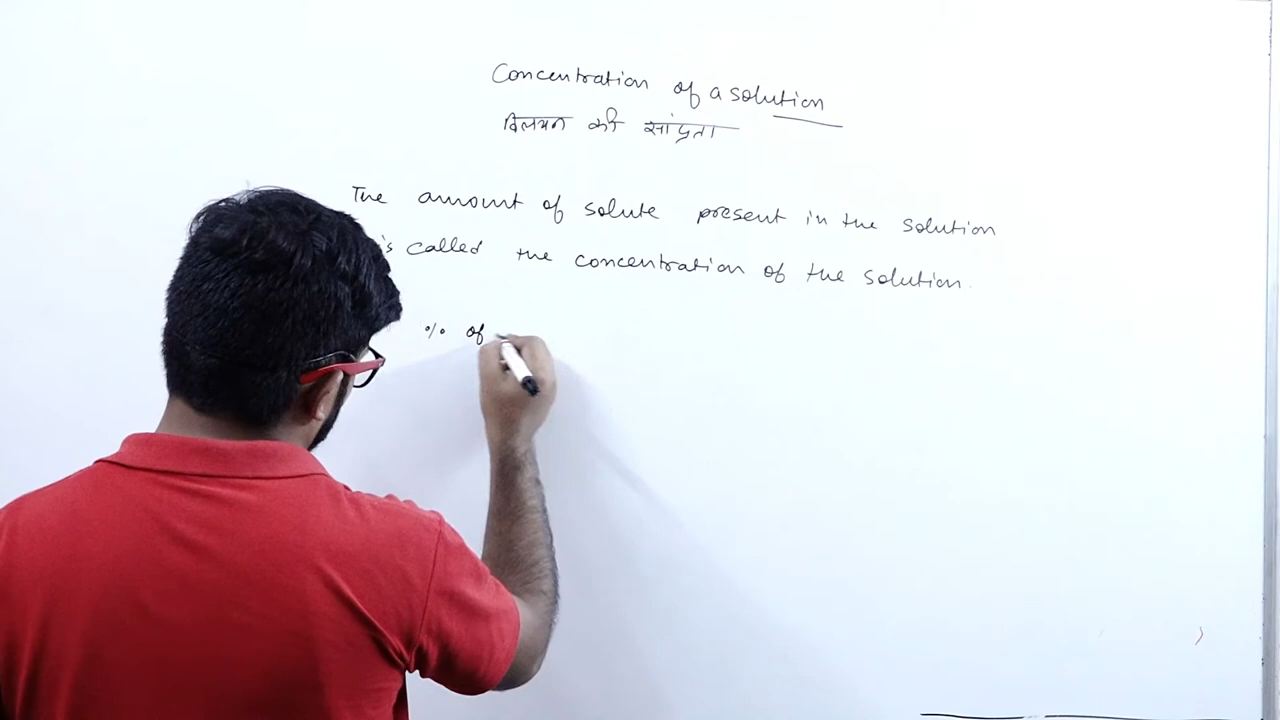 Concentration of a solution
विलयन की सांद्रता
The amount of solute present in the solution
is called the concentration of the solution.
% of